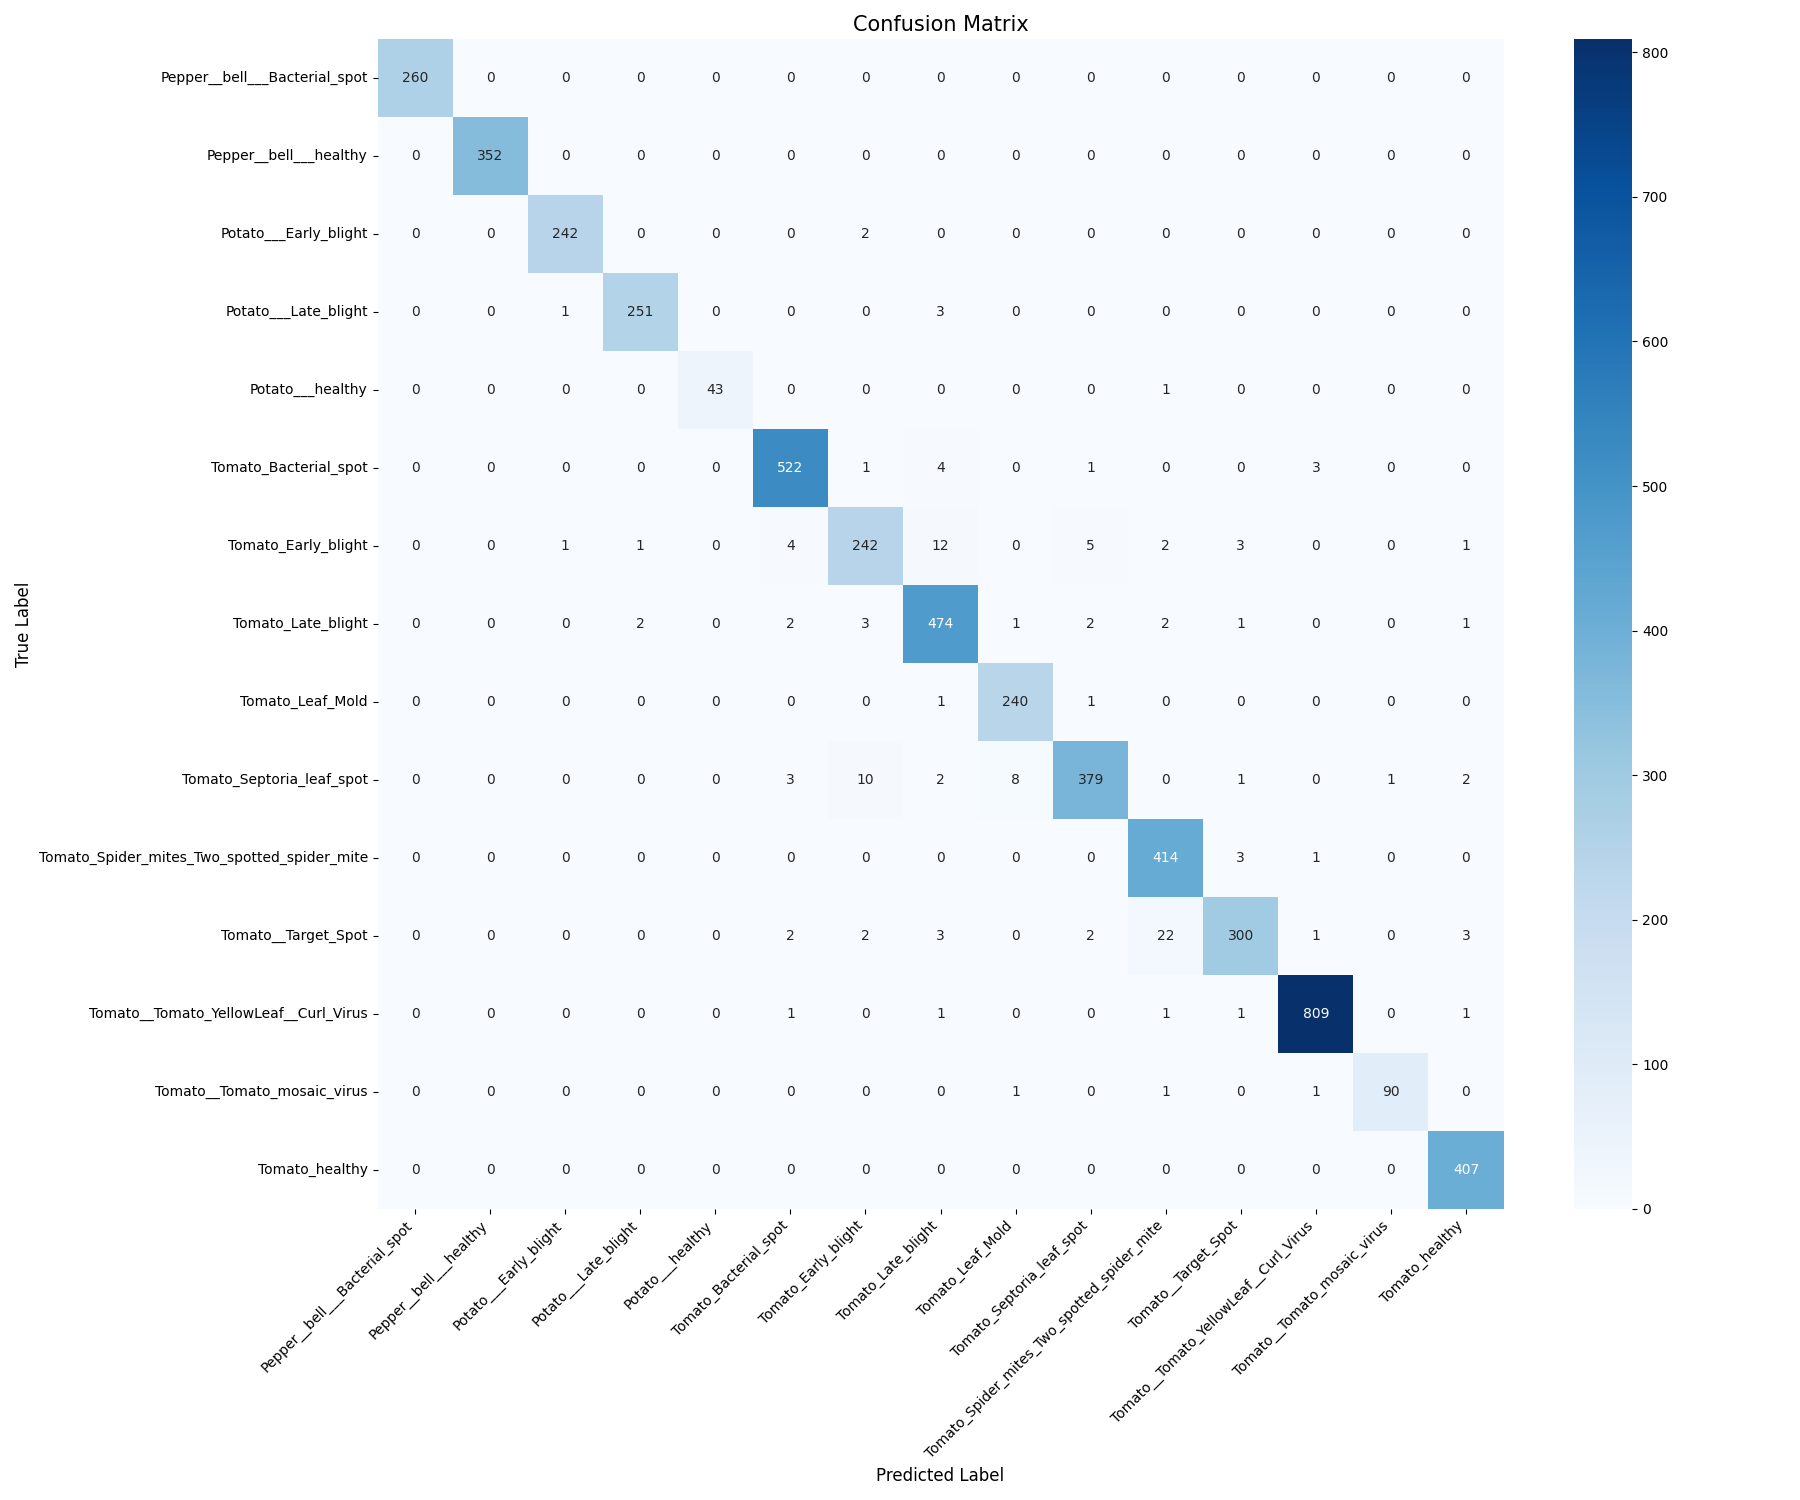 Confusion Matrix
Pepper__bell___Bacterial_spot 260 0 0 0 0 0 0 0 0 0 0 0 0 0 0
Pepper__bell___healthy 0 352 0 0 0 0 0 0 0 0 0 0 0 0 0
Potato___Early_blight 0 0 242 0 0 0 2 0 0 0 0 0 0 0 0
Potato___Late_blight 0 0 1 251 0 0 0 3 0 0 0 0 0 0 0
Potato___healthy 0 0 0 0 43 0 0 0 0 0 1 0 0 0 0
Tomato_Bacterial_spot 0 0 0 0 0 522 1 4 0 1 0 0 3 0 0
Tomato_Early_blight 0 0 1 1 0 4 242 12 0 5 2 3 0 0 1
Tomato_Late_blight 0 0 0 2 0 2 3 474 1 2 2 1 0 0 1
Tomato_Leaf_Mold 0 0 0 0 0 0 0 1 240 1 0 0 0 0 0
Tomato_Septoria_leaf_spot 0 0 0 0 0 3 10 2 8 379 0 1 0 1 2
Tomato_Spider_mites_Two_spotted_spider_mite 0 0 0 0 0 0 0 0 0 0 414 3 1 0 0
Tomato__Target_Spot 0 0 0 0 0 2 2 3 0 2 22 300 1 0 3
Tomato__Tomato_YellowLeaf__Curl_Virus 0 0 0 0 0 1 0 1 0 0 1 1 809 0 1
Tomato__Tomato_mosaic_virus 0 0 0 0 0 0 0 0 1 0 1 0 1 90 0
Tomato_healthy 0 0 0 0 0 0 0 0 0 0 0 0 0 0 407
True Label
Pepper__bell___Bacterial_spot
Pepper__bell___healthy
Potato___Early_blight
Potato___Late_blight
Potato___healthy
Tomato_Bacterial_spot
Tomato_Early_blight
Tomato_Late_blight
Tomato_Leaf_Mold
Tomato_Septoria_leaf_spot
Tomato_Spider_mites_Two_spotted_spider_mite
Tomato__Target_Spot
Tomato__Tomato_YellowLeaf__Curl_Virus
Tomato__Tomato_mosaic_virus
Tomato_healthy
Predicted Label
800
700
600
500
400
300
200
100
0